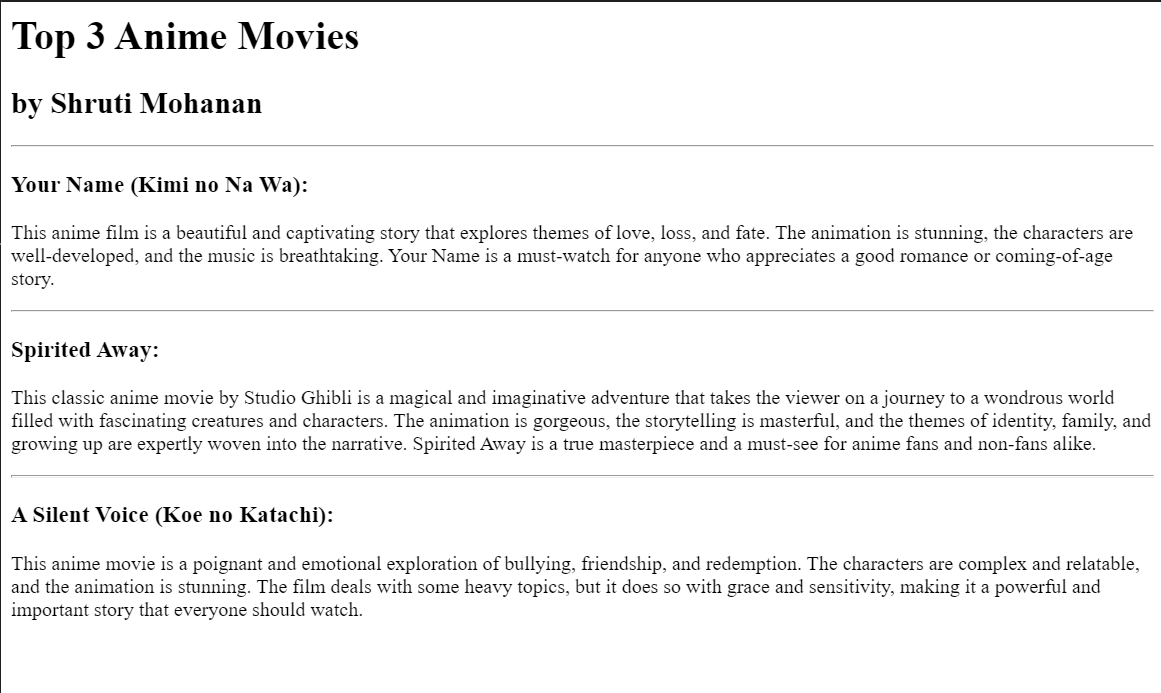 Top 3 Anime Movies
by Shruti Mohanan
Your Name (Kimi no Na Wa):
This anime film is a beautiful and captivating story that explores themes of love, loss, and fate. The animation is stunning, the characters are
well-developed, and the music is breathtaking. Your Name is a must-watch for anyone who appreciates a good romance or coming-of-age
story.
Spirited Away:
This classic anime movie by Studio Ghibli is a magical and imaginative adventure that takes the viewer on a journey to a wondrous world
filled with fascinating creatures and characters. The animation is gorgeous, the storytelling is masterful, and the themes of identity, family, and
growing up are expertly woven into the narrative. Spirited Away is a true masterpiece and a must-see for anime fans and non-fans alike.
A Silent Voice (Koe no Katachi):
This anime movie is a poignant and emotional exploration of bullying, friendship, and redemption. The characters are complex and relatable,
and the animation is stunning. The film deals with some heavy topics, but it does so with grace and sensitivity, making it a powerful and
important story that everyone should watch.